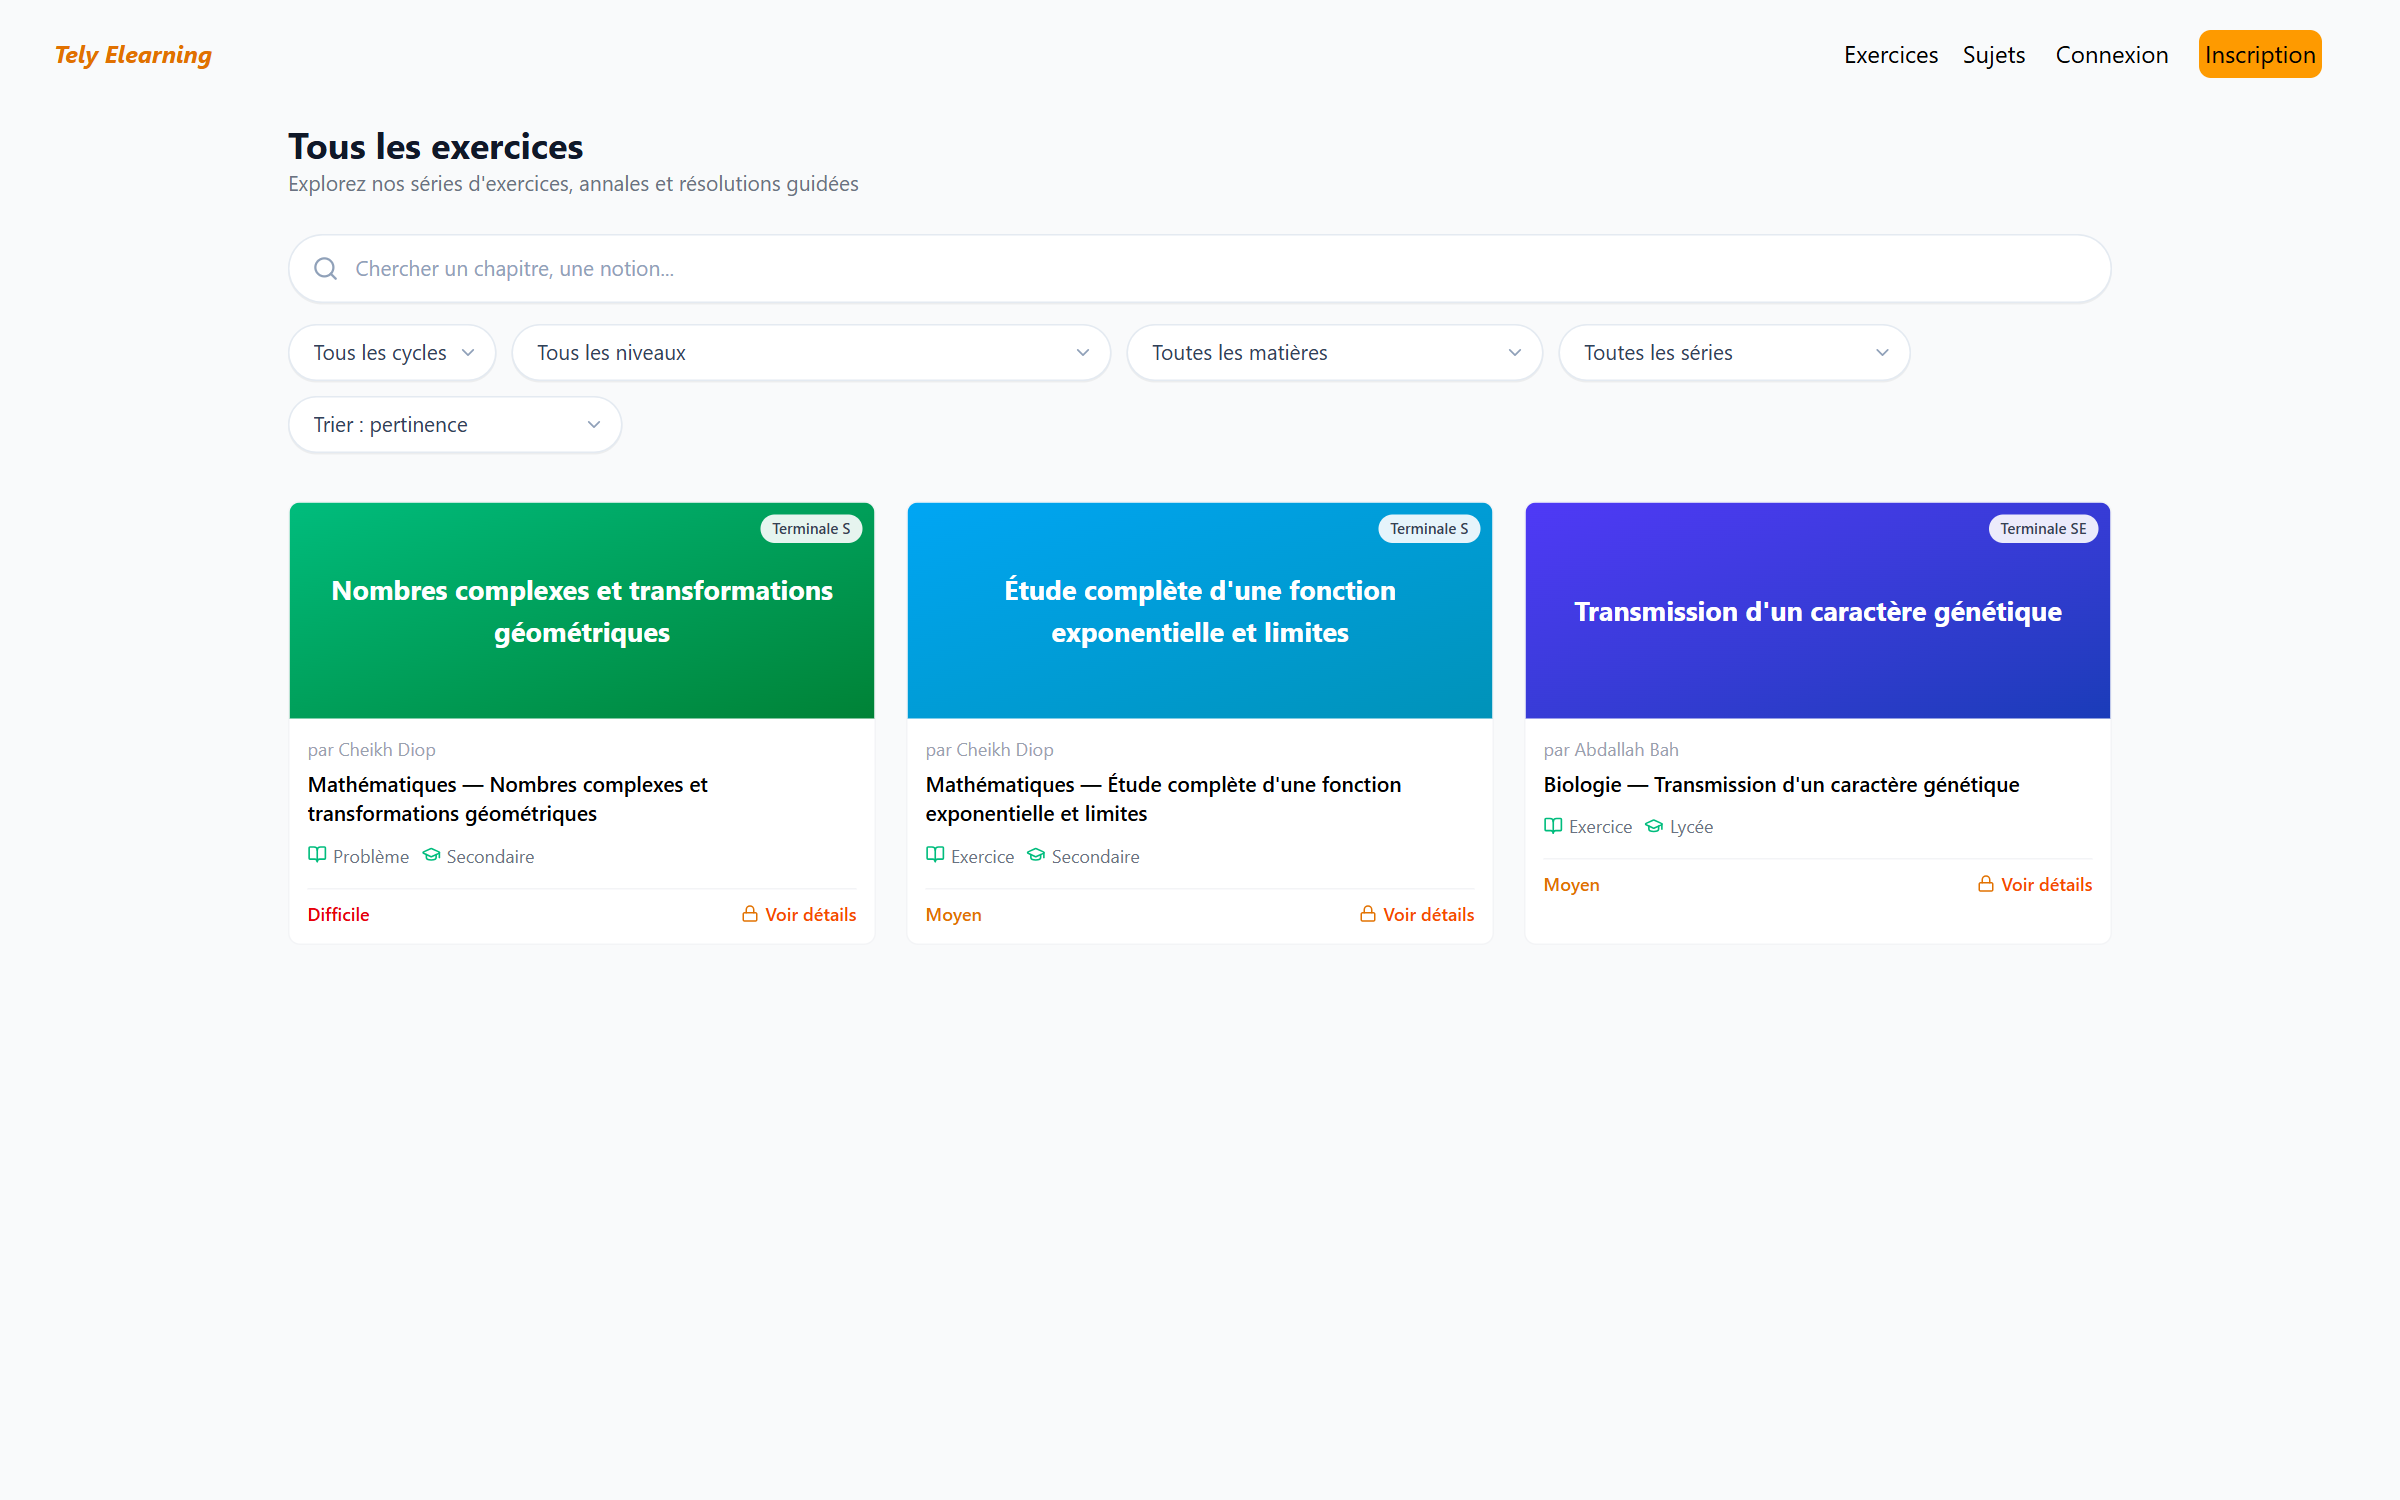 Tely Elearning
Exercices
Sujets
Connexion
Inscription
Tous les exercices
Explorez nos séries d'exercices, annales et résolutions guidées
Chercher un chapitre, une notion...
Tous les cycles
Tous les niveaux
Toutes les matières
Toutes les séries
Trier : pertinence
Terminale S
Nombres complexes et transformations
géométriques
par Cheikh Diop
Mathématiques — Nombres complexes et
transformations géométriques
Problème
Secondaire
Difficile
Voir détails
Terminale S
Étude complète d'une fonction
exponentielle et limites
par Cheikh Diop
Mathématiques — Étude complète d'une fonction
exponentielle et limites
Exercice
Secondaire
Moyen
Voir détails
Terminale SE
Transmission d'un caractère génétique
par Abdallah Bah
Biologie — Transmission d'un caractère génétique
Exercice
Lycée
Moyen
Voir détails